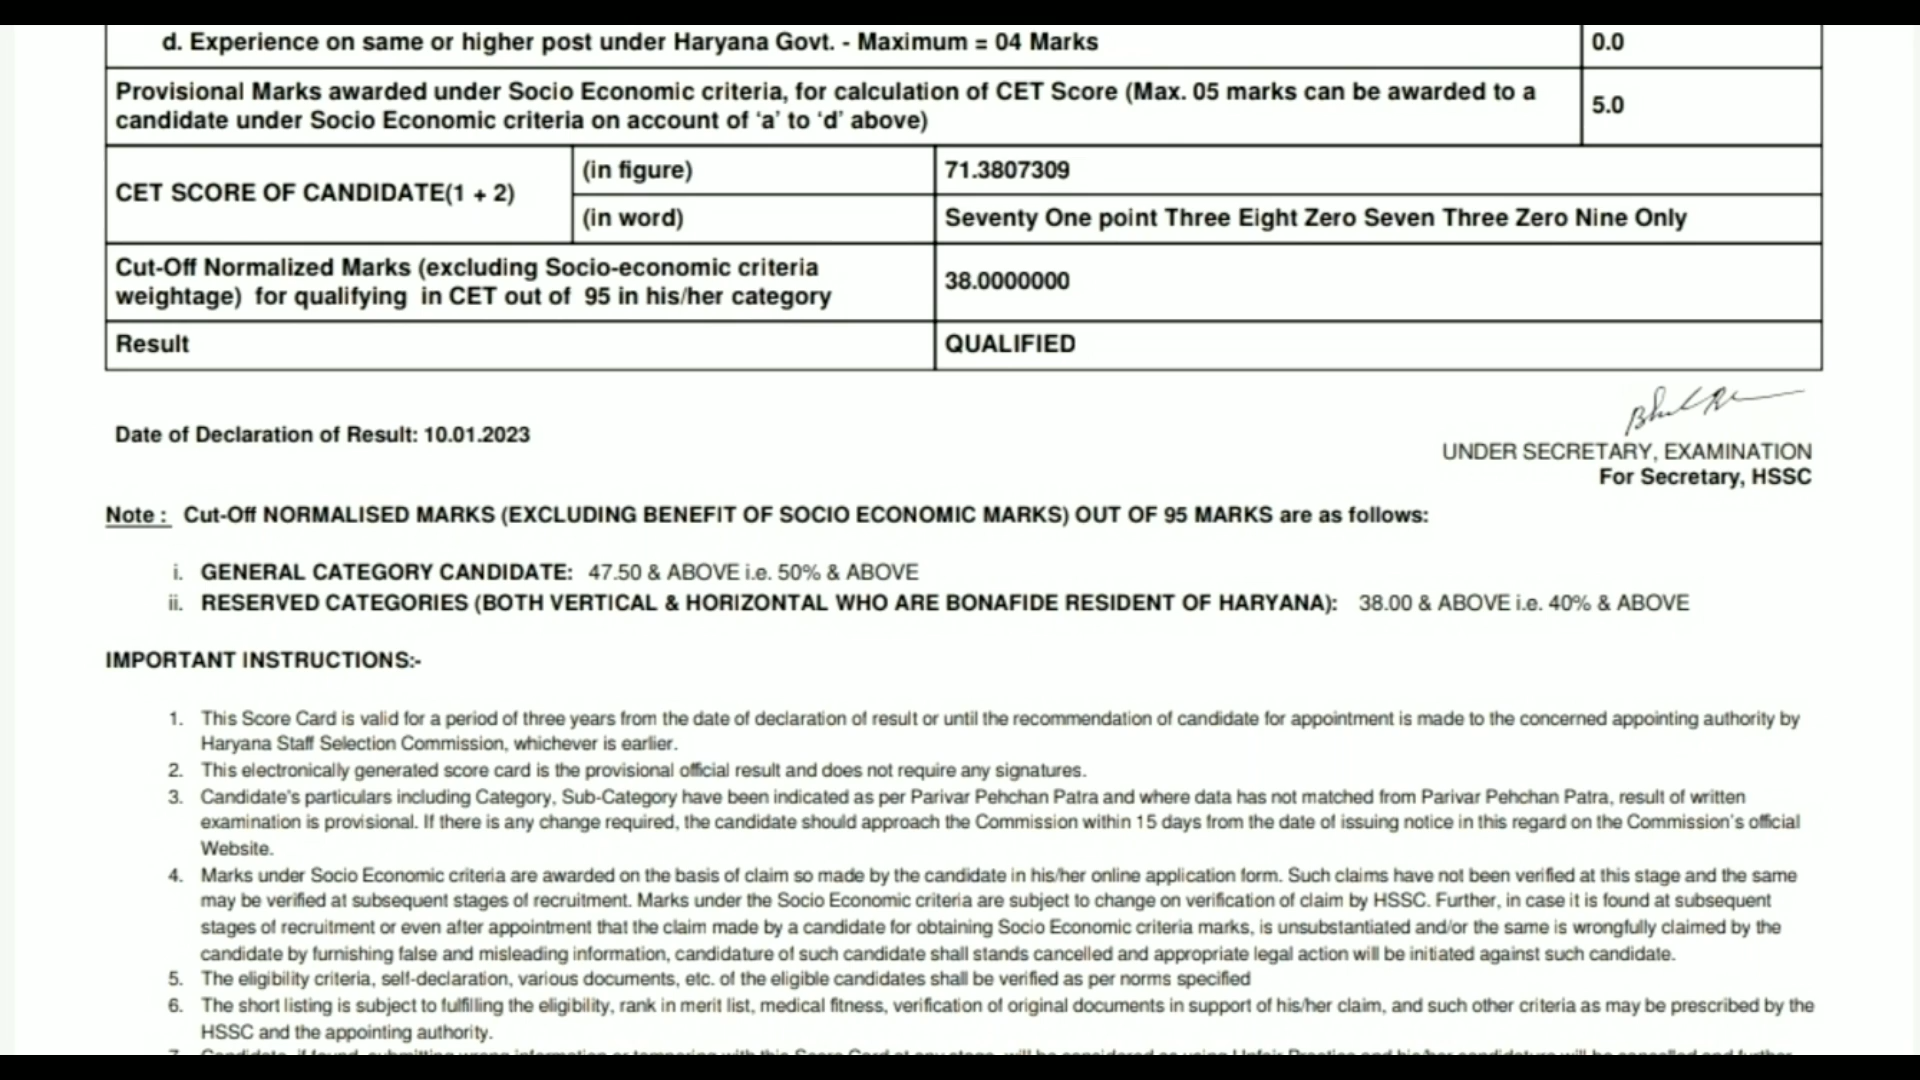 d. Experience on same or higher post under Haryana Govt. - Maximum = 04 Marks 0.0
Provisional Marks awarded under Socio Economic criteria, for calculation of CET Score (Max. 05 marks can be awarded to a
candidate under Socio Economic criteria on account of ‘a’ to ‘d’ above) 5.0
CET SCORE OF CANDIDATE(1 + 2) (in figure) 71.3807309
(in word) Seventy One point Three Eight Zero Seven Three Zero Nine Only
Cut-Off Normalized Marks (excluding Socio-economic criteria
weightage) for qualifying in CET out of 95 in his/her category 38.0000000
Result QUALIFIED
Date of Declaration of Result: 10.01.2023
UNDER SECRETARY, EXAMINATION
For Secretary, HSSC
Note : Cut-Off NORMALISED MARKS (EXCLUDING BENEFIT OF SOCIO ECONOMIC MARKS) OUT OF 95 MARKS are as follows:
i. GENERAL CATEGORY CANDIDATE: 47.50 & ABOVE i.e. 50% & ABOVE
ii. RESERVED CATEGORIES (BOTH VERTICAL & HORIZONTAL WHO ARE BONAFIDE RESIDENT OF HARYANA): 38.00 & ABOVE i.e. 40% & ABOVE
IMPORTANT INSTRUCTIONS:-
1. This Score Card is valid for a period of three years from the date of declaration of result or until the recommendation of candidate for appointment is made to the concerned appointing authority by
Haryana Staff Selection Commission, whichever is earlier.
2. This electronically generated score card is the provisional official result and does not require any signatures.
3. Candidate's particulars including Category, Sub-Category have been indicated as per Parivar Pehchan Patra and where data has not matched from Parivar Pehchan Patra, result of written
examination is provisional. If there is any change required, the candidate should approach the Commission within 15 days from the date of issuing notice in this regard on the Commission's official
Website.
4. Marks under Socio Economic criteria are awarded on the basis of claim so made by the candidate in his/her online application form. Such claims have not been verified at this stage and the same
may be verified at subsequent stages of recruitment. Marks under the Socio Economic criteria are subject to change on verification of claim by HSSC. Further, in case it is found at subsequent
stages of recruitment or even after appointment that the claim made by a candidate for obtaining Socio Economic criteria marks, is unsubstantiated and/or the same is wrongfully claimed by the
candidate by furnishing false and misleading information, candidature of such candidate shall stands cancelled and appropriate legal action will be initiated against such candidate.
5. The eligibility criteria, self-declaration, various documents, etc. of the eligible candidates shall be verified as per norms specified
6. The short listing is subject to fulfilling the eligibility, rank in merit list, medical fitness, verification of original documents in support of his/her claim, and such other criteria as may be prescribed by the
HSSC and the appointing authority.